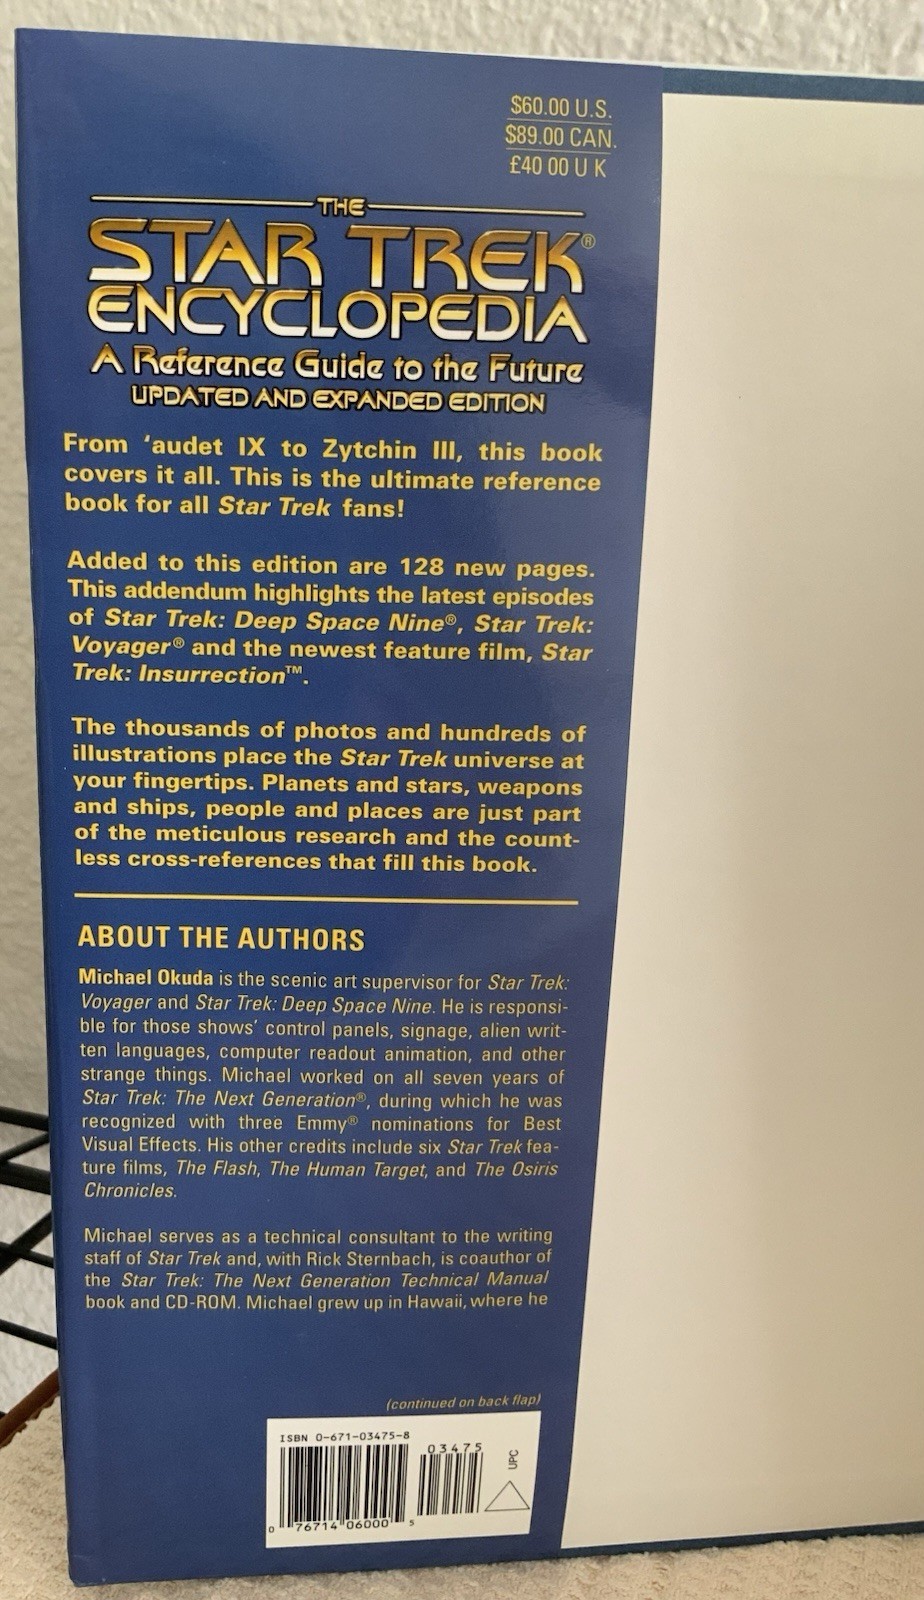 $60.00 U.S.
$89.00 CAN.
£40 00 U K
THE
STAR TREK®
ENCYCLOPEDIA
A Reference Guide to the Future
UPDATED AND EXPANDED EDITION
From ‘audet IX to Zytchin III, this book
covers it all. This is the ultimate reference
book for all Star Trek fans!
Added to this edition are 128 new pages.
This addendum highlights the latest episodes
of Star Trek: Deep Space Nine®, Star Trek:
Voyager® and the newest feature film, Star
Trek: Insurrection™.
The thousands of photos and hundreds of
illustrations place the Star Trek universe at
your fingertips. Planets and stars, weapons
and ships, people and places are just part
of the meticulous research and the count-
less cross-references that fill this book.
ABOUT THE AUTHORS
Michael Okuda is the scenic art supervisor for Star Trek:
Voyager and Star Trek: Deep Space Nine. He is responsi-
ble for those shows’ control panels, signage, alien writ-
ten languages, computer readout animation, and other
strange things. Michael worked on all seven years of
Star Trek: The Next Generation®, during which he was
recognized with three Emmy® nominations for Best
Visual Effects. His other credits include six Star Trek fea-
ture films, The Flash, The Human Target, and The Osiris
Chronicles.
Michael serves as a technical consultant to the writing
staff of Star Trek and, with Rick Sternbach, is coauthor of
the Star Trek: The Next Generation Technical Manual
book and CD-ROM. Michael grew up in Hawaii, where he
(continued on back flap)
ISBN 0-671-03475-8
03475
UPC
0 76714 06000 5